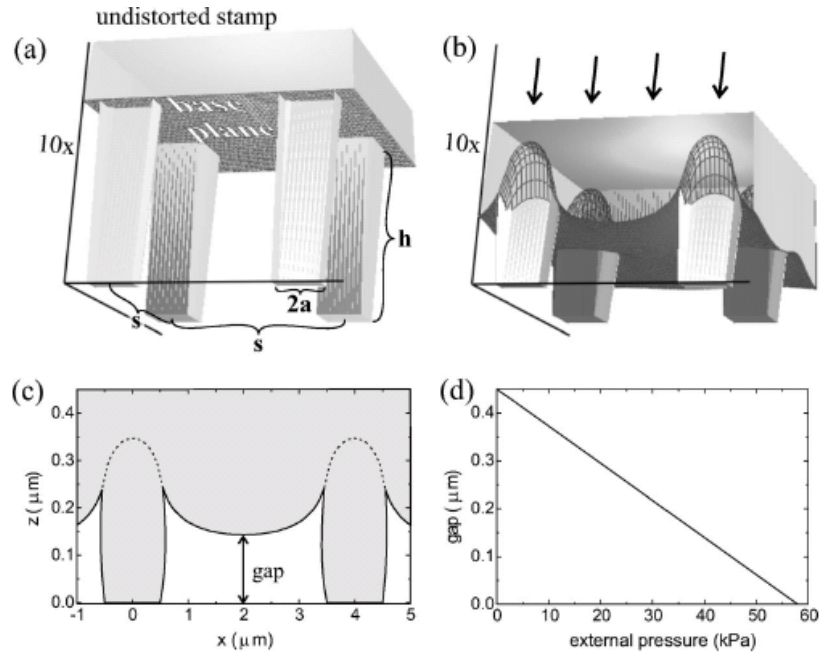 undistorted stamp
(a)
base
plane
10x
h
2a
s
s
(b)
10x
(c)
0.4
0.3
0.2
0.1
0.0
z (μm)
gap
-1 0 1 2 3 4 5
x (μm)
(d)
0.4
0.3
0.2
0.1
0.0
gap (μm)
0 10 20 30 40 50 60
external pressure (kPa)